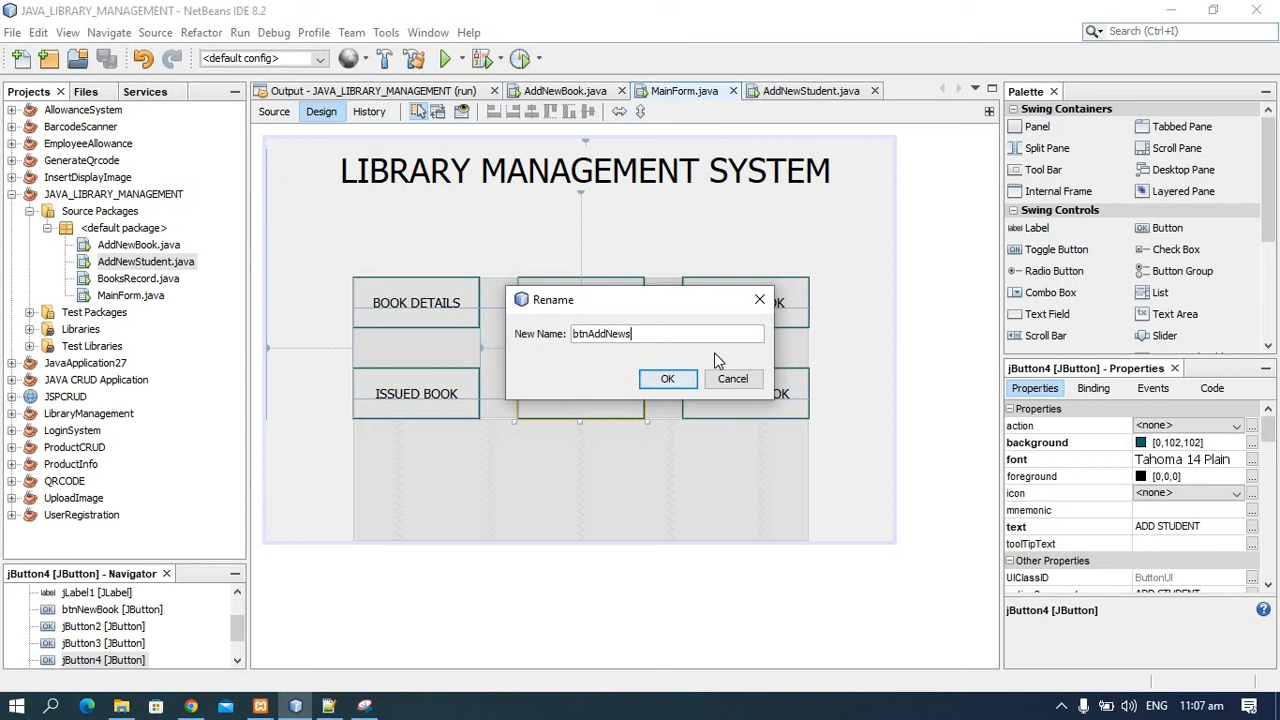 JAVA_LIBRARY_MANAGEMENT - NetBeans IDE 8.2
File Edit View Navigate Source Refactor Run Debug Profile Team Tools Window Help
Search (Ctrl+I)
<default config>
Projects Files Services
Output - JAVA_LIBRARY_MANAGEMENT (run) AddNewBook.java MainForm.java AddNewStudent.java
Palette
Source Design History
AllowanceSystem
BarcodeScanner
EmployeeAllowance
GenerateQrcode
InsertDisplayImage
JAVA_LIBRARY_MANAGEMENT
Source Packages
<default package>
AddNewBook.java
AddNewStudent.java
BooksRecord.java
MainForm.java
Test Packages
Libraries
Test Libraries
JavaApplication27
JAVA CRUD Application
JSPCRUD
LibraryManagement
LoginSystem
ProductCRUD
ProductInfo
QRCODE
UploadImage
UserRegistration
jButton4 [JButton] - Navigator
jLabel1 [JLabel]
btnNewBook [JButton]
jButton2 [JButton]
jButton3 [JButton]
jButton4 [JButton]
LIBRARY MANAGEMENT SYSTEM
BOOK DETAILS
OK
ISSUED BOOK
OK
Rename
New Name: btnAddNews
OK Cancel
Swing Containers
Panel Tabbed Pane
Split Pane Scroll Pane
Tool Bar Desktop Pane
Internal Frame Layered Pane
Swing Controls
Label Button
Toggle Button Check Box
Radio Button Button Group
Combo Box List
Text Field Text Area
Scroll Bar Slider
jButton4 [JButton] - Properties
Properties Binding Events Code
Properties
action <none>
background [0,102,102]
font Tahoma 14 Plain
foreground [0,0,0]
icon <none>
mnemonic
text ADD STUDENT
toolTipText
Other Properties
UIClassID ButtonUI
jButton4 [JButton]
ENG 11:07 am